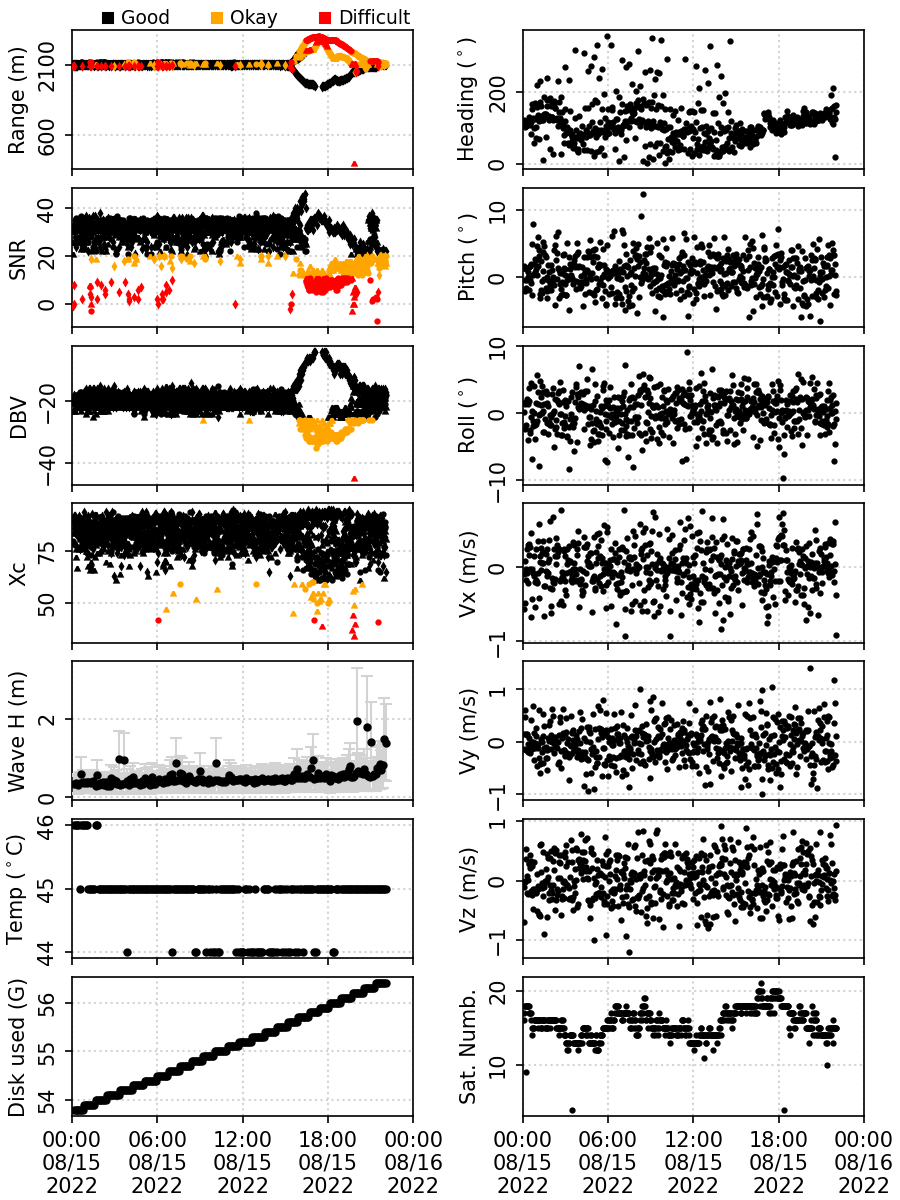 Good Okay Difficult
Range (m)
2100
600
Heading (°)
200
0
SNR
40
20
0
Pitch (°)
10
0
DBV
−20
−40
Roll (°)
10
0
−10
Xc
75
50
Vx (m/s)
0
−1
Wave H (m)
2
0
Vy (m/s)
1
0
−1
Temp (°C)
46
45
44
Vz (m/s)
1
0
−1
Disk used (G)
56
55
54
Sat. Numb.
20
10
00:00 06:00 12:00 18:00 00:00 00:00 06:00 12:00 18:00 00:00
08/15 08/15 08/15 08/15 08/16 08/15 08/15 08/15 08/15 08/16
2022 2022 2022 2022 2022 2022 2022 2022 2022 2022